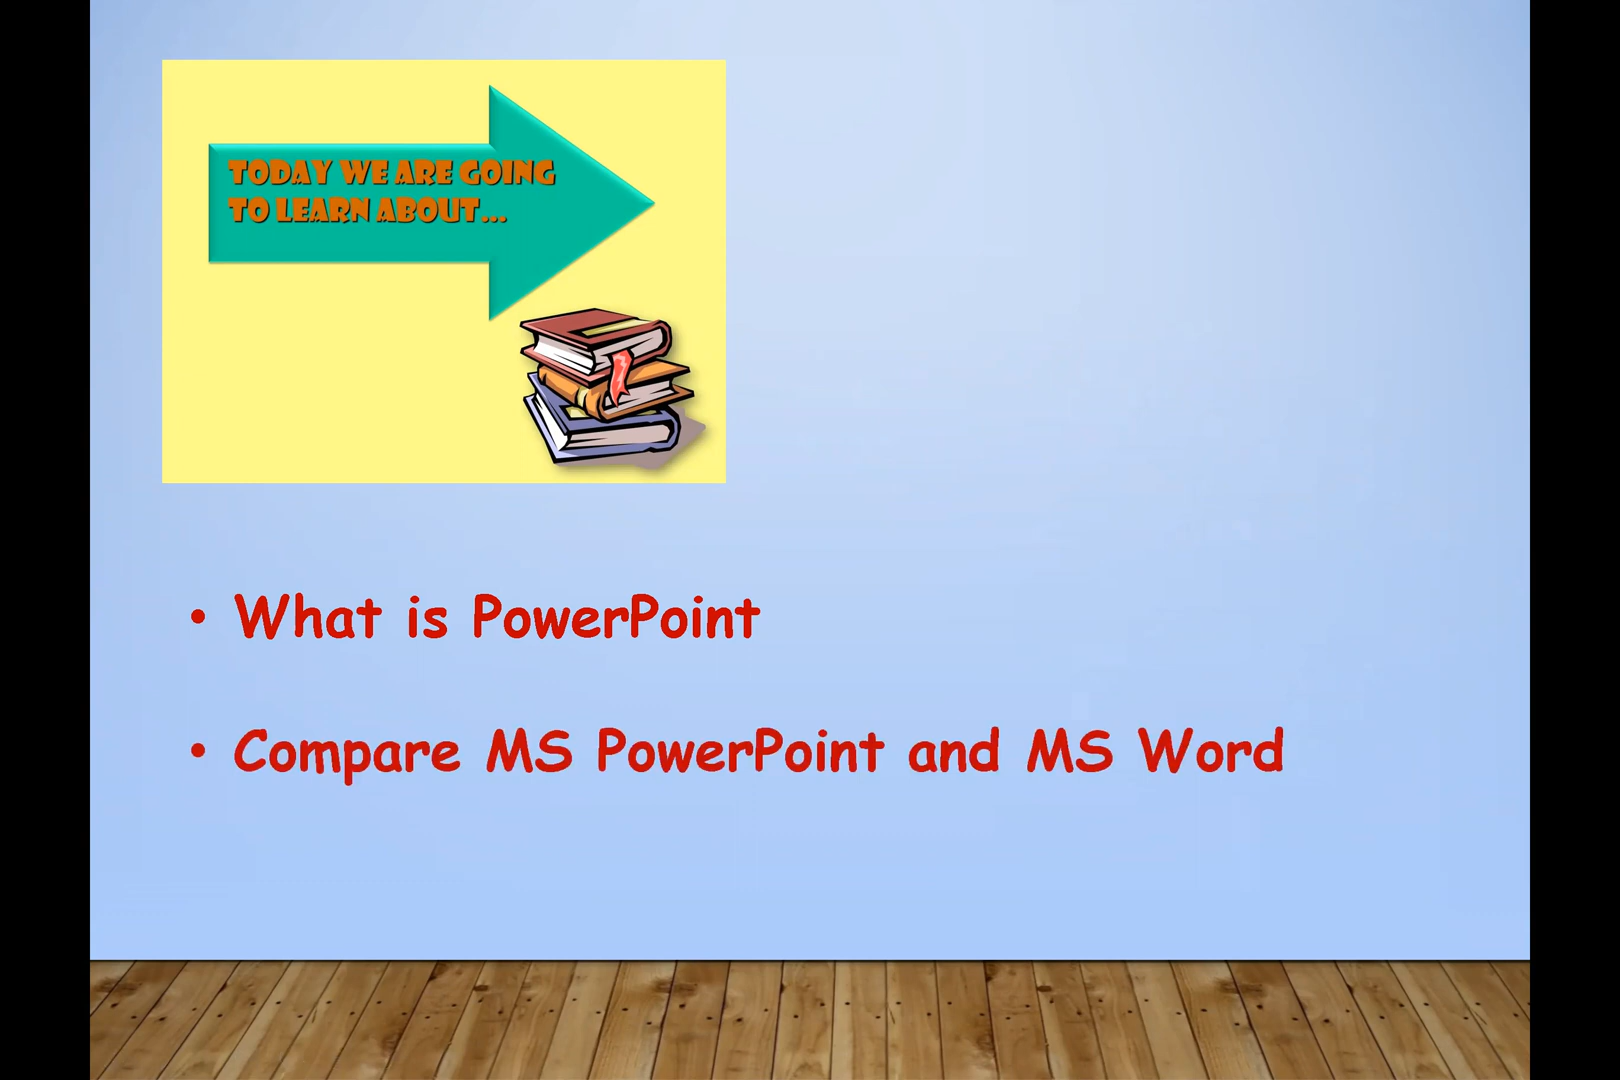 TODAY WE ARE GOING
TO LEARN ABOUT...
• What is PowerPoint
• Compare MS PowerPoint and MS Word